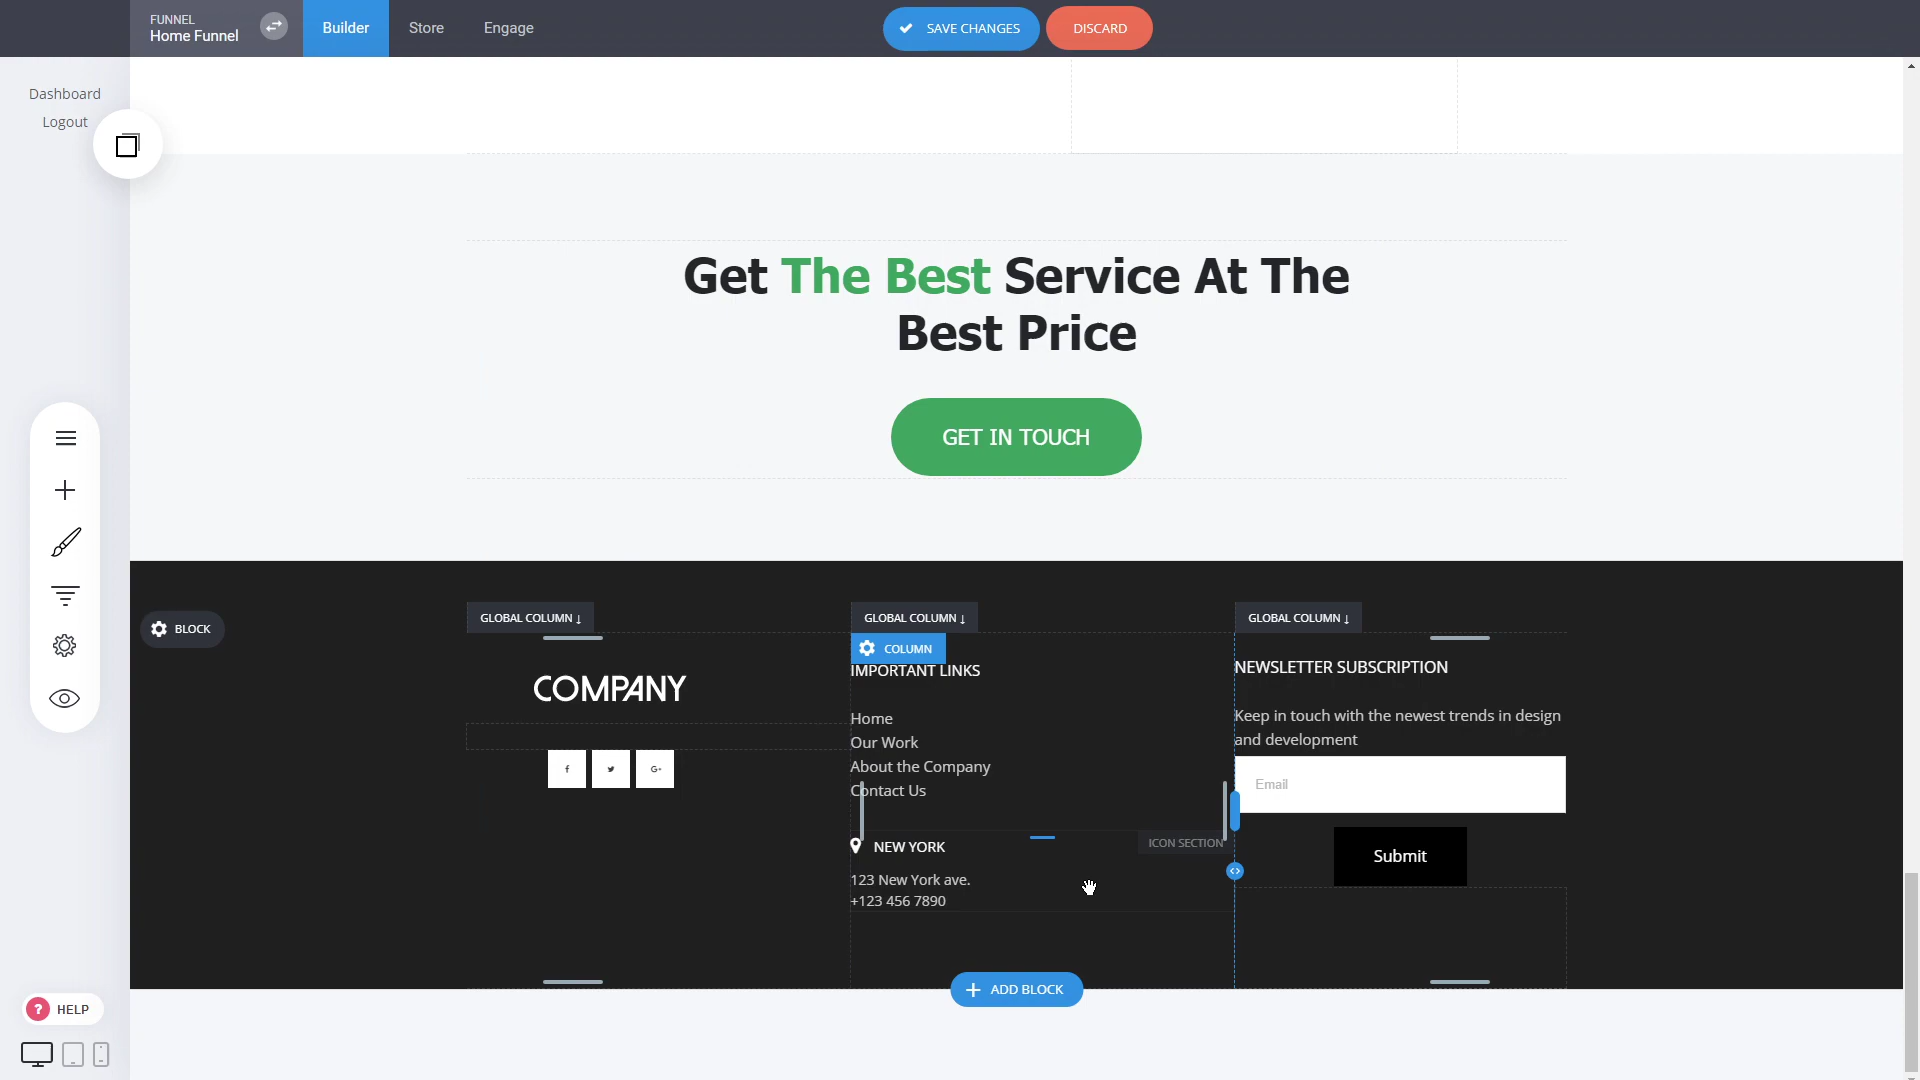 FUNNEL
Home Funnel
Builder
Store
Engage
SAVE CHANGES
DISCARD
Dashboard
Logout
Get The Best Service At The
Best Price
GET IN TOUCH
BLOCK
GLOBAL COLUMN ↓
GLOBAL COLUMN ↓
GLOBAL COLUMN ↓
COLUMN
COMPANY
f
G+
IMPORTANT LINKS
Home
Our Work
About the Company
Contact Us
ICON SECTION
NEW YORK
123 New York ave.
+123 456 7890
NEWSLETTER SUBSCRIPTION
Keep in touch with the newest trends in design
and development
Email
Submit
ADD BLOCK
? HELP